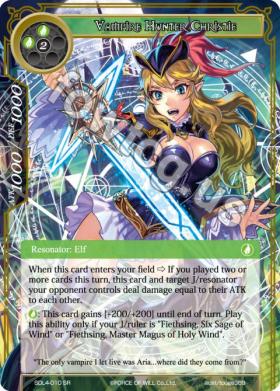 2
Vampire Hunter Christie
ATK 1000 / DEF 1000
Resonator: Elf
When this card enters your field ⇨ If you played two or
more cards this turn, this card and target J/resonator
your opponent controls deal damage equal to their ATK
to each other.
: This card gains [+200/+200] until end of turn. Play
this ability only if your J/ruler is "Fiethsing, Six Sage of
Wind" or "Fiethsing, Master Magus of Holy Wind".
"The only vampire I let live was Aria...where did they come from?
SDL4-010 SR
©FORCE OF WILL Co.,Ltd.